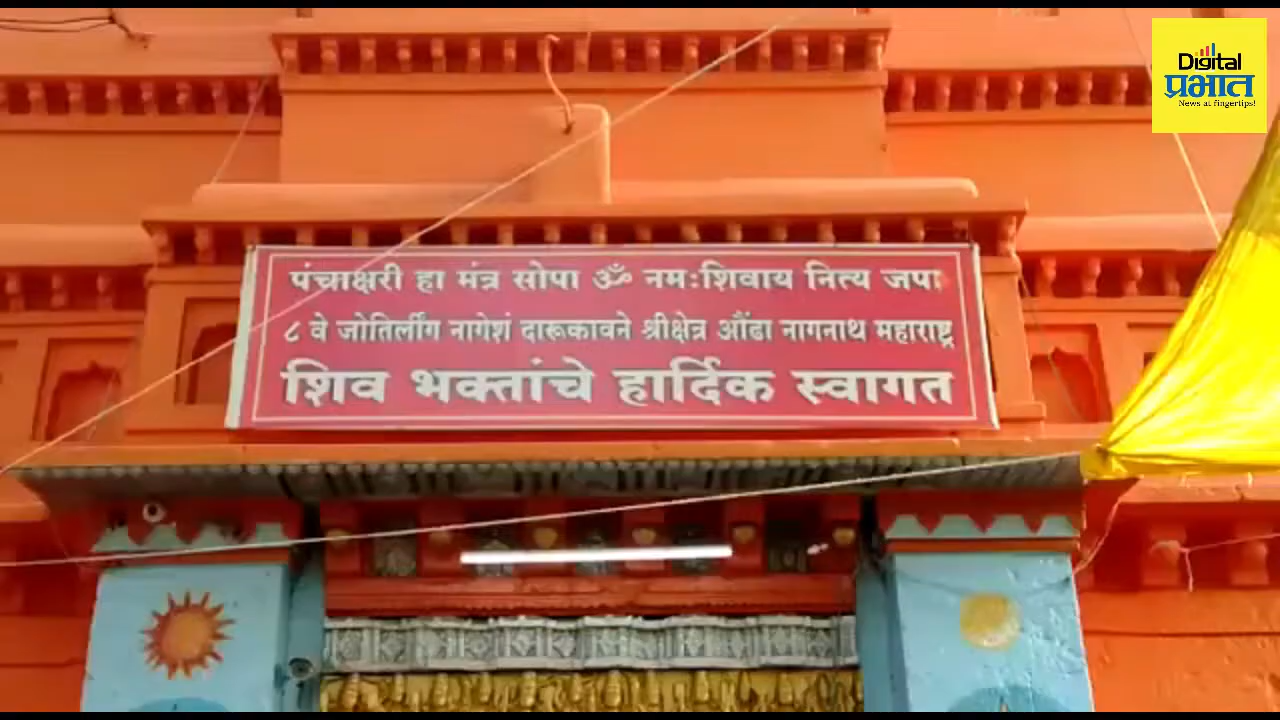 Digital
प्रभात
News at fingertips!
पंचाक्षरी हा मंत्र सोपा ॐ नमःशिवाय नित्य जपा
८ वे जोतिर्लींग नागेशं दारूकावने श्रीक्षेत्र औंढा नागनाथ महाराष्ट्र
शिव भक्तांचे हार्दिक स्वागत